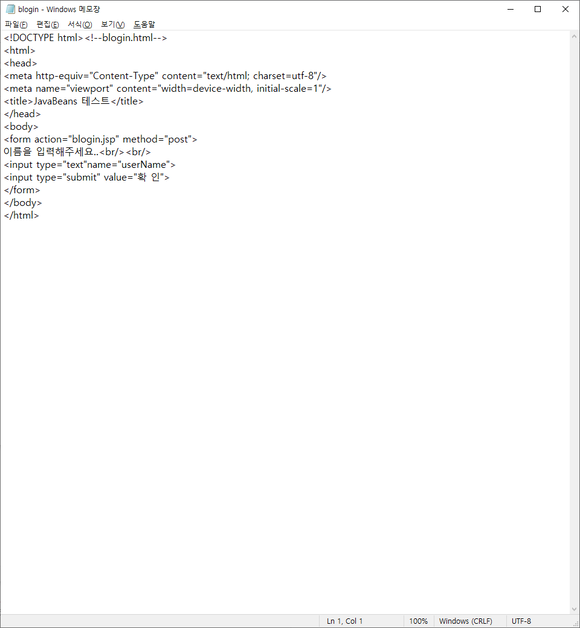 blogin - Windows 메모장
파일(F) 편집(E) 서식(O) 보기(V) 도움말
<!DOCTYPE html><!--blogin.html-->
<html>
<head>
<meta http-equiv="Content-Type" content="text/html; charset=utf-8"/>
<meta name="viewport" content="width=device-width, initial-scale=1"/>
<title>JavaBeans 테스트</title>
</head>
<body>
<form action="blogin.jsp" method="post">
이름을 입력해주세요..<br/><br/>
<input type="text"name="userName">
<input type="submit" value="확 인">
</form>
</body>
</html>
Ln 1, Col 1 100% Windows (CRLF) UTF-8